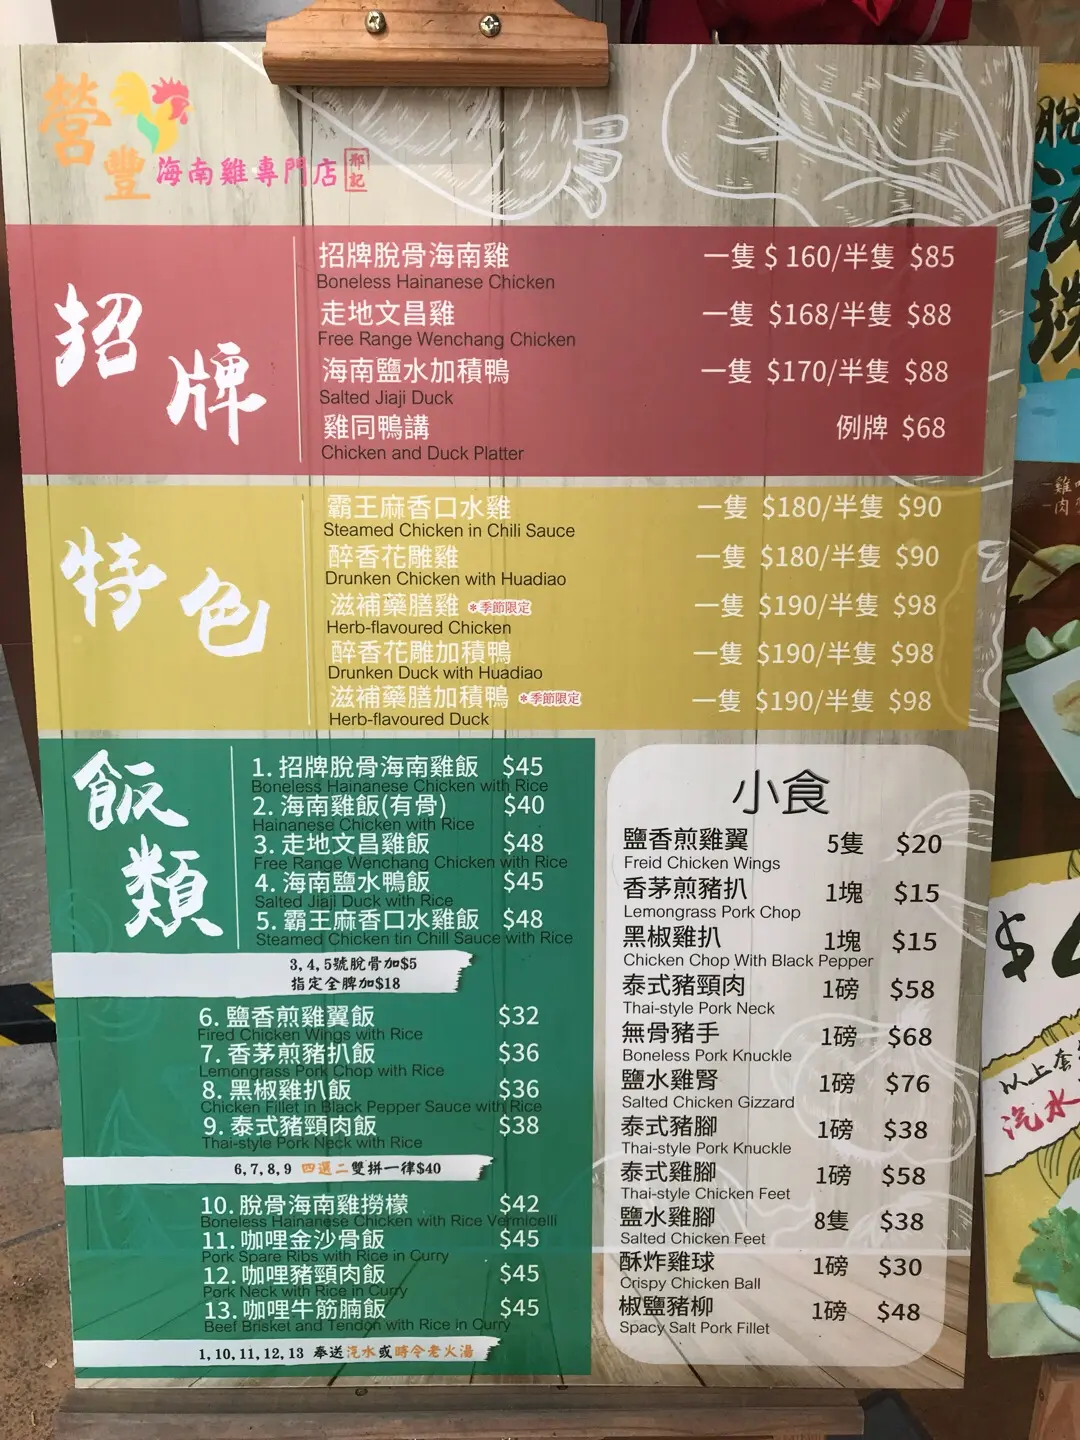 營豐
海南雞專門店
邢記
招牌
招牌脫骨海南雞 一隻 $ 160/半隻 $85
Boneless Hainanese Chicken
走地文昌雞 一隻 $168/半隻 $88
Free Range Wenchang Chicken
海南鹽水加積鴨 一隻 $170/半隻 $88
Salted Jiaji Duck
雞同鴨講 例牌 $68
Chicken and Duck Platter
特色
霸王麻香口水雞 一隻 $180/半隻 $90
Steamed Chicken in Chili Sauce
醉香花雕雞 一隻 $180/半隻 $90
Drunken Chicken with Huadiao
滋補藥膳雞 *季節限定 一隻 $190/半隻 $98
Herb-flavoured Chicken
醉香花雕加積鴨 一隻 $190/半隻 $98
Drunken Duck with Huadiao
滋補藥膳加積鴨 *季節限定 一隻 $190/半隻 $98
Herb-flavoured Duck
飯類
1. 招牌脫骨海南雞飯 $45
Boneless Hainanese Chicken with Rice
2. 海南雞飯(有骨) $40
Hainanese Chicken with Rice
3. 走地文昌雞飯 $48
Free Range Wenchang Chicken with Rice
4. 海南鹽水鴨飯 $45
Salted Jiaji Duck with Rice
5. 霸王麻香口水雞飯 $48
Steamed Chicken tin Chill Sauce with Rice
3, 4, 5號脫骨加$5
指定全髀加$18
6. 鹽香煎雞翼飯 $32
Fired Chicken Wings with Rice
7. 香茅煎豬扒飯 $36
Lemongrass Pork Chop with Rice
8. 黑椒雞扒飯 $36
Chicken Fillet in Black Pepper Sauce with Rice
9. 泰式豬頸肉飯 $38
Thai-style Pork Neck with Rice
6, 7, 8, 9 四選二雙拼一律$40
10. 脫骨海南雞撈檬 $42
Boneless Hainanese Chicken with Rice Vermicelli
11. 咖哩金沙骨飯 $45
Pork Spare Ribs with Rice in Curry
12. 咖哩豬頸肉飯 $45
Pork Neck with Rice in Curry
13. 咖哩牛筋腩飯 $45
Beef Brisket and Tendon with Rice in Curry
1, 10, 11, 12, 13 奉送汽水或時令老火湯
小食
鹽香煎雞翼 5隻 $20
Freid Chicken Wings
香茅煎豬扒 1塊 $15
Lemongrass Pork Chop
黑椒雞扒 1塊 $15
Chicken Chop With Black Pepper
泰式豬頸肉 1磅 $58
Thai-style Pork Neck
無骨豬手 1磅 $68
Boneless Pork Knuckle
鹽水雞腎 1磅 $76
Salted Chicken Gizzard
泰式豬腳 1磅 $38
Thai-style Pork Knuckle
泰式雞腳 1磅 $58
Thai-style Chicken Feet
鹽水雞腳 8隻 $38
Salted Chicken Feet
酥炸雞球 1磅 $30
Crispy Chicken Ball
椒鹽豬柳 1磅 $48
Spacy Salt Pork Fillet
脫
撈
雞
肉
$
以上套
汽水